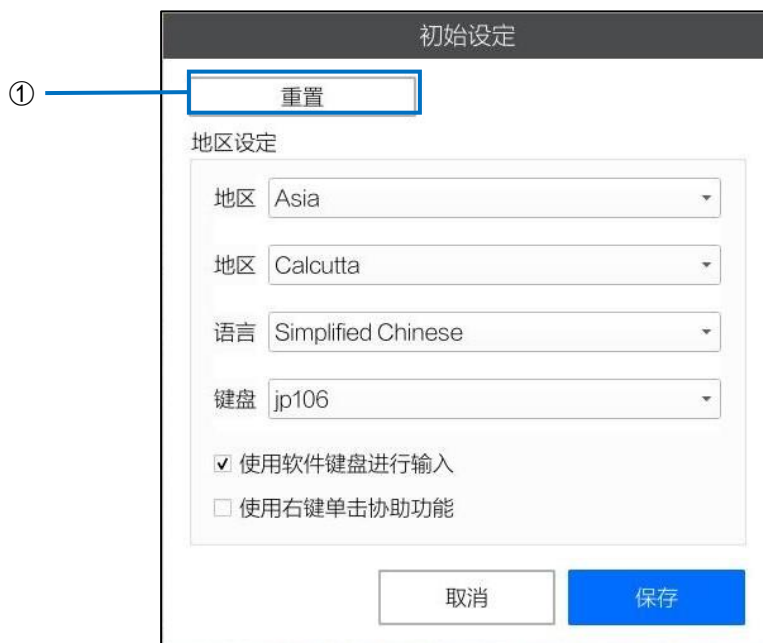 初始设定
① 重置
地区设定
地区 Asia
地区 Calcutta
语言 Simplified Chinese
键盘 jp106
使用软件键盘进行输入
使用右键单击协助功能
取消 保存